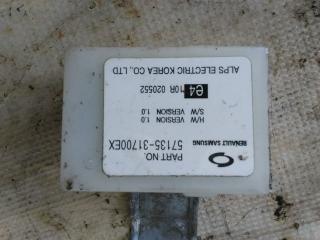 RENAULT SAMSUNG
PART NO.
57135-31700EX
H/W VERSION 1.0
S/W VERSION 1.0
e4 10R 020552
ALPS ELECTRIC KOREA CO., LTD